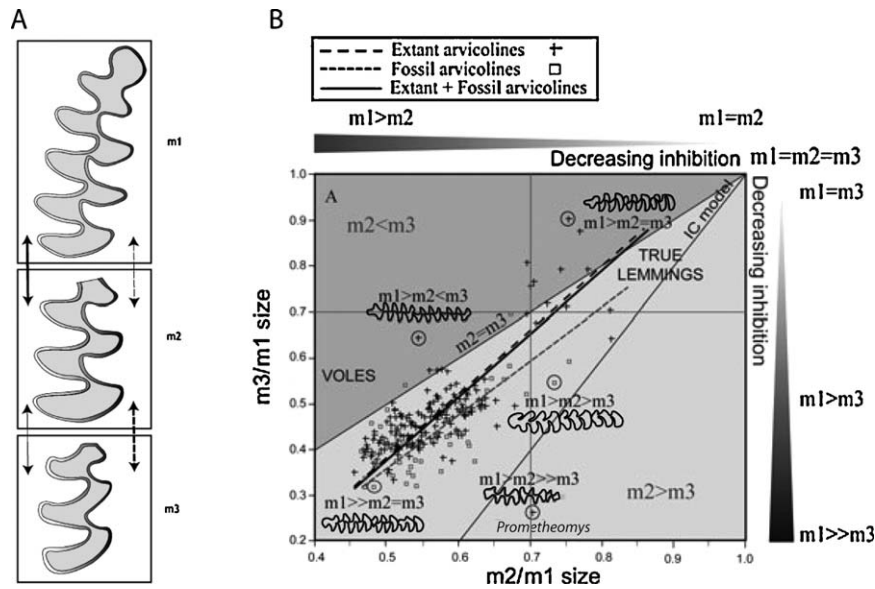 A
m1
m2
m3
B
Extant arvicolines
Fossil arvicolines
Extant + Fossil arvicolines
m1>m2
m1=m2
Decreasing inhibition
m1=m2=m3
m1=m3
Decreasing inhibition
m1>m3
m1>>m3
A
m2<m3
m1>m2=m3
IC model
TRUE
LEMMINGS
m1>m2<m3
m2=m3
VOLES
m1>m2>m3
m1>m2>>m3
m2>m3
m1>>m2=m3
Prometheomys
m3/m1 size
1.0
0.9
0.8
0.7
0.6
0.5
0.4
0.3
0.2
0.4
0.5
0.6
0.7
0.8
0.9
1.0
m2/m1 size